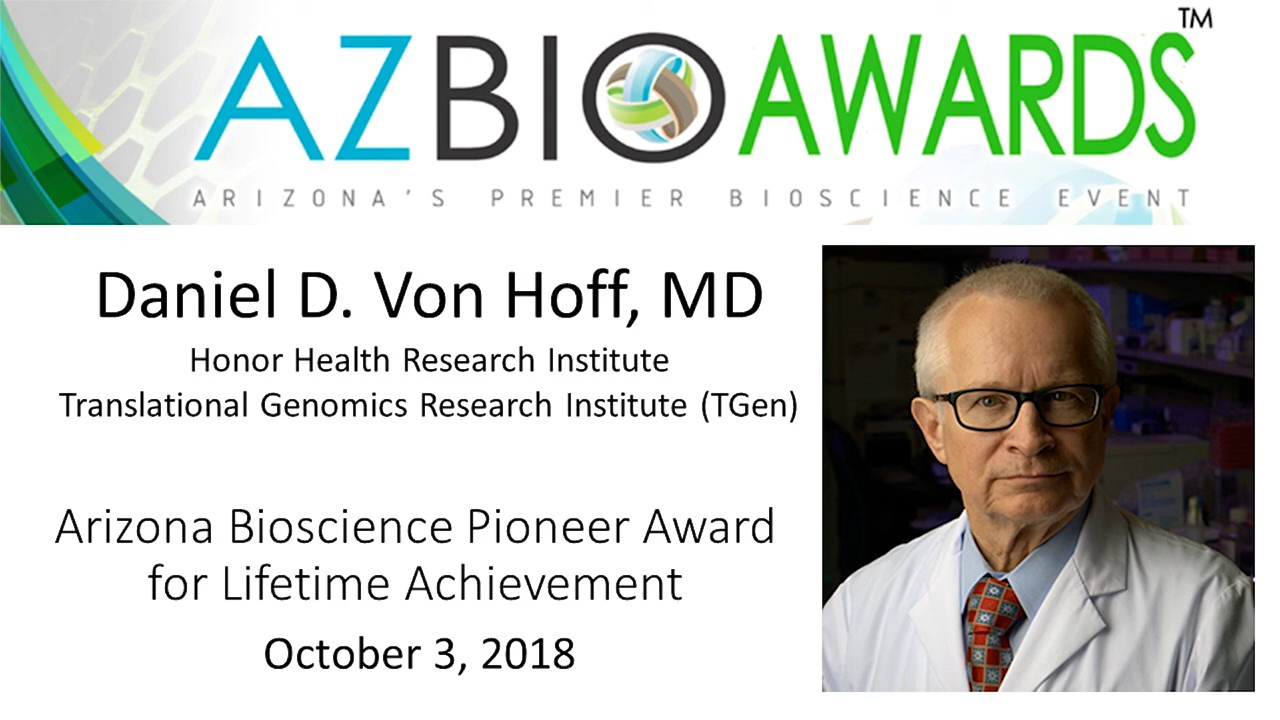 AZBIO AWARDS™
ARIZONA'S PREMIER BIOSCIENCE EVENT
Daniel D. Von Hoff, MD
Honor Health Research Institute
Translational Genomics Research Institute (TGen)
Arizona Bioscience Pioneer Award
for Lifetime Achievement
October 3, 2018